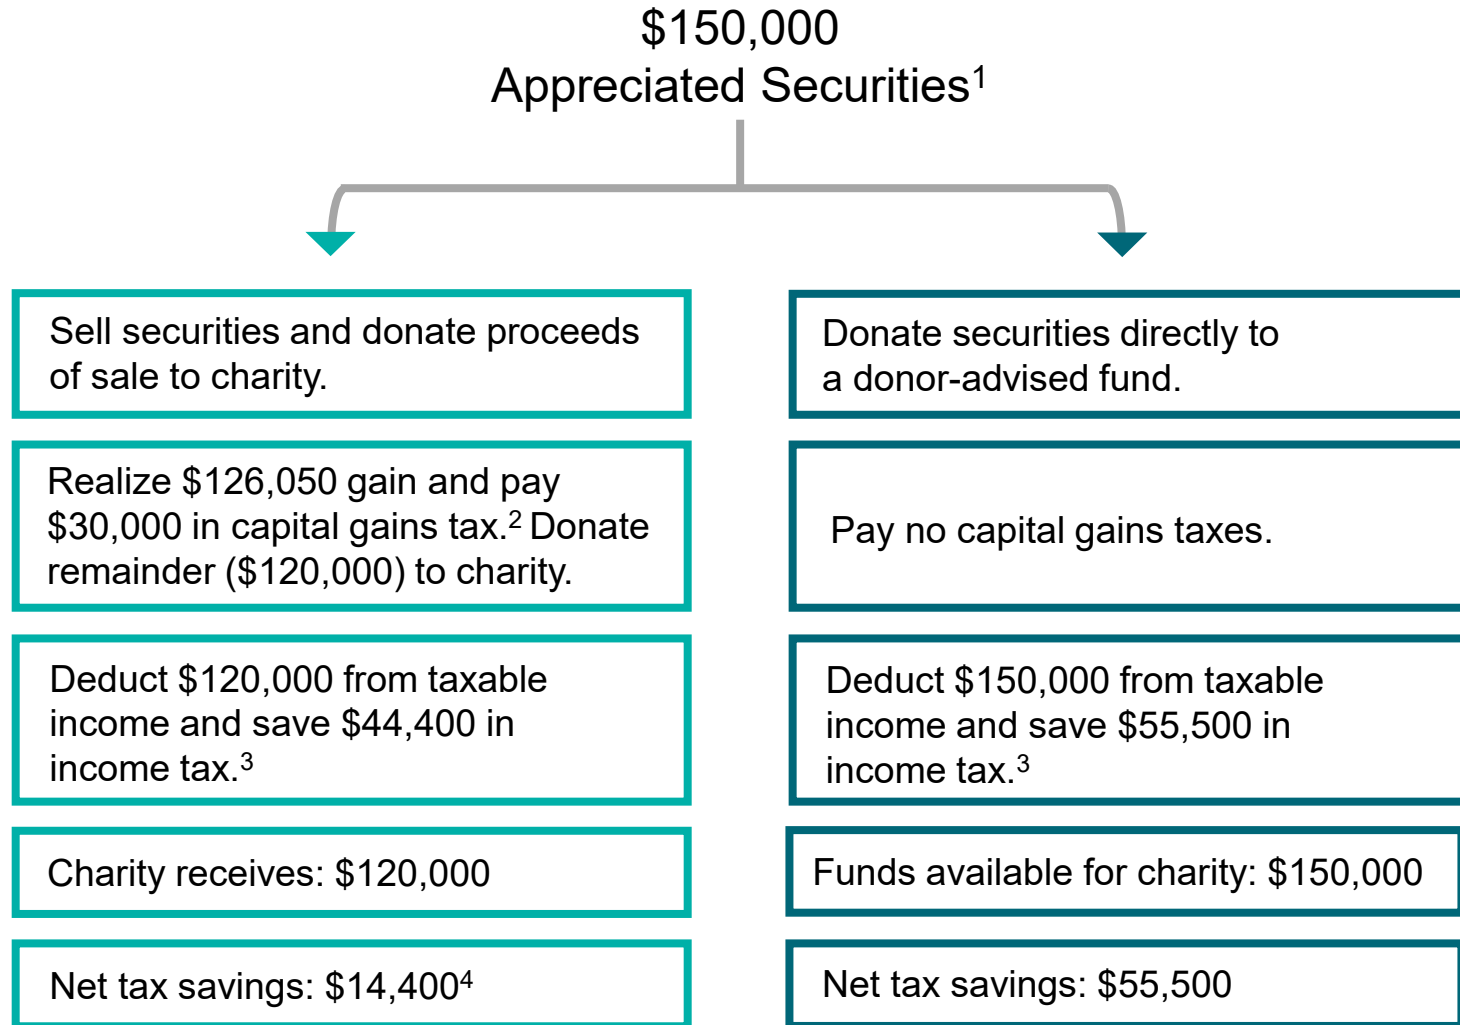 $150,000
Appreciated Securities¹
Sell securities and donate proceeds
of sale to charity.
Realize $126,050 gain and pay
$30,000 in capital gains tax.² Donate
remainder ($120,000) to charity.
Deduct $120,000 from taxable
income and save $44,400 in
income tax.³
Charity receives: $120,000
Net tax savings: $14,400⁴
Donate securities directly to
a donor-advised fund.
Pay no capital gains taxes.
Deduct $150,000 from taxable
income and save $55,500 in
income tax.³
Funds available for charity: $150,000
Net tax savings: $55,500